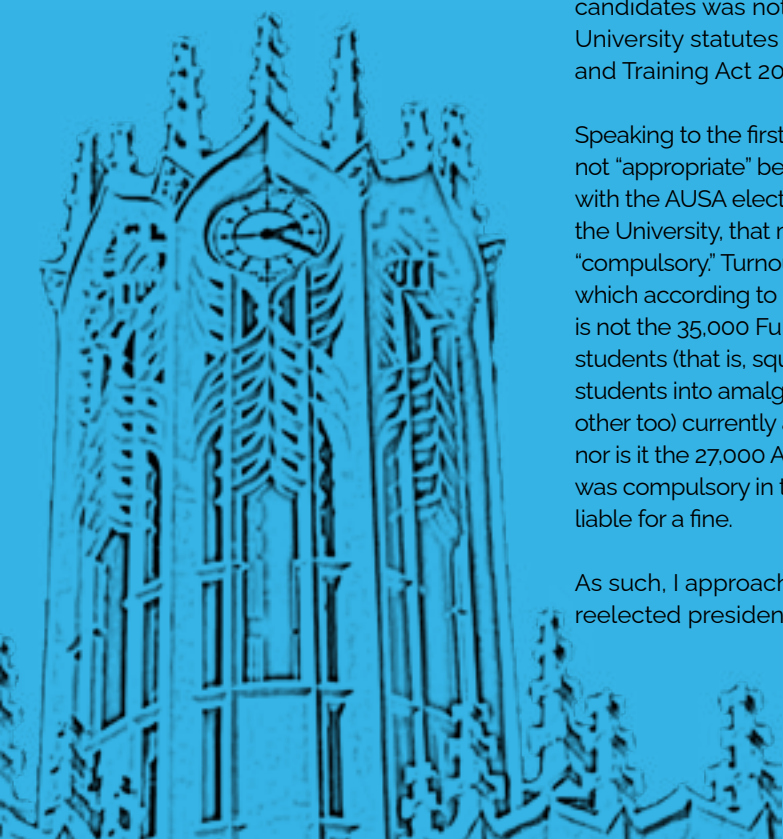 candidates was not
University statutes
and Training Act 20
Speaking to the first
not “appropriate” be
with the AUSA elect
the University, that
“compulsory.” Turno
which according to
is not the 35,000 Fu
students (that is, squ
students into amalg
other too) currently
nor is it the 27,000 A
was compulsory in t
liable for a fine.
As such, I approach
reelected presiden